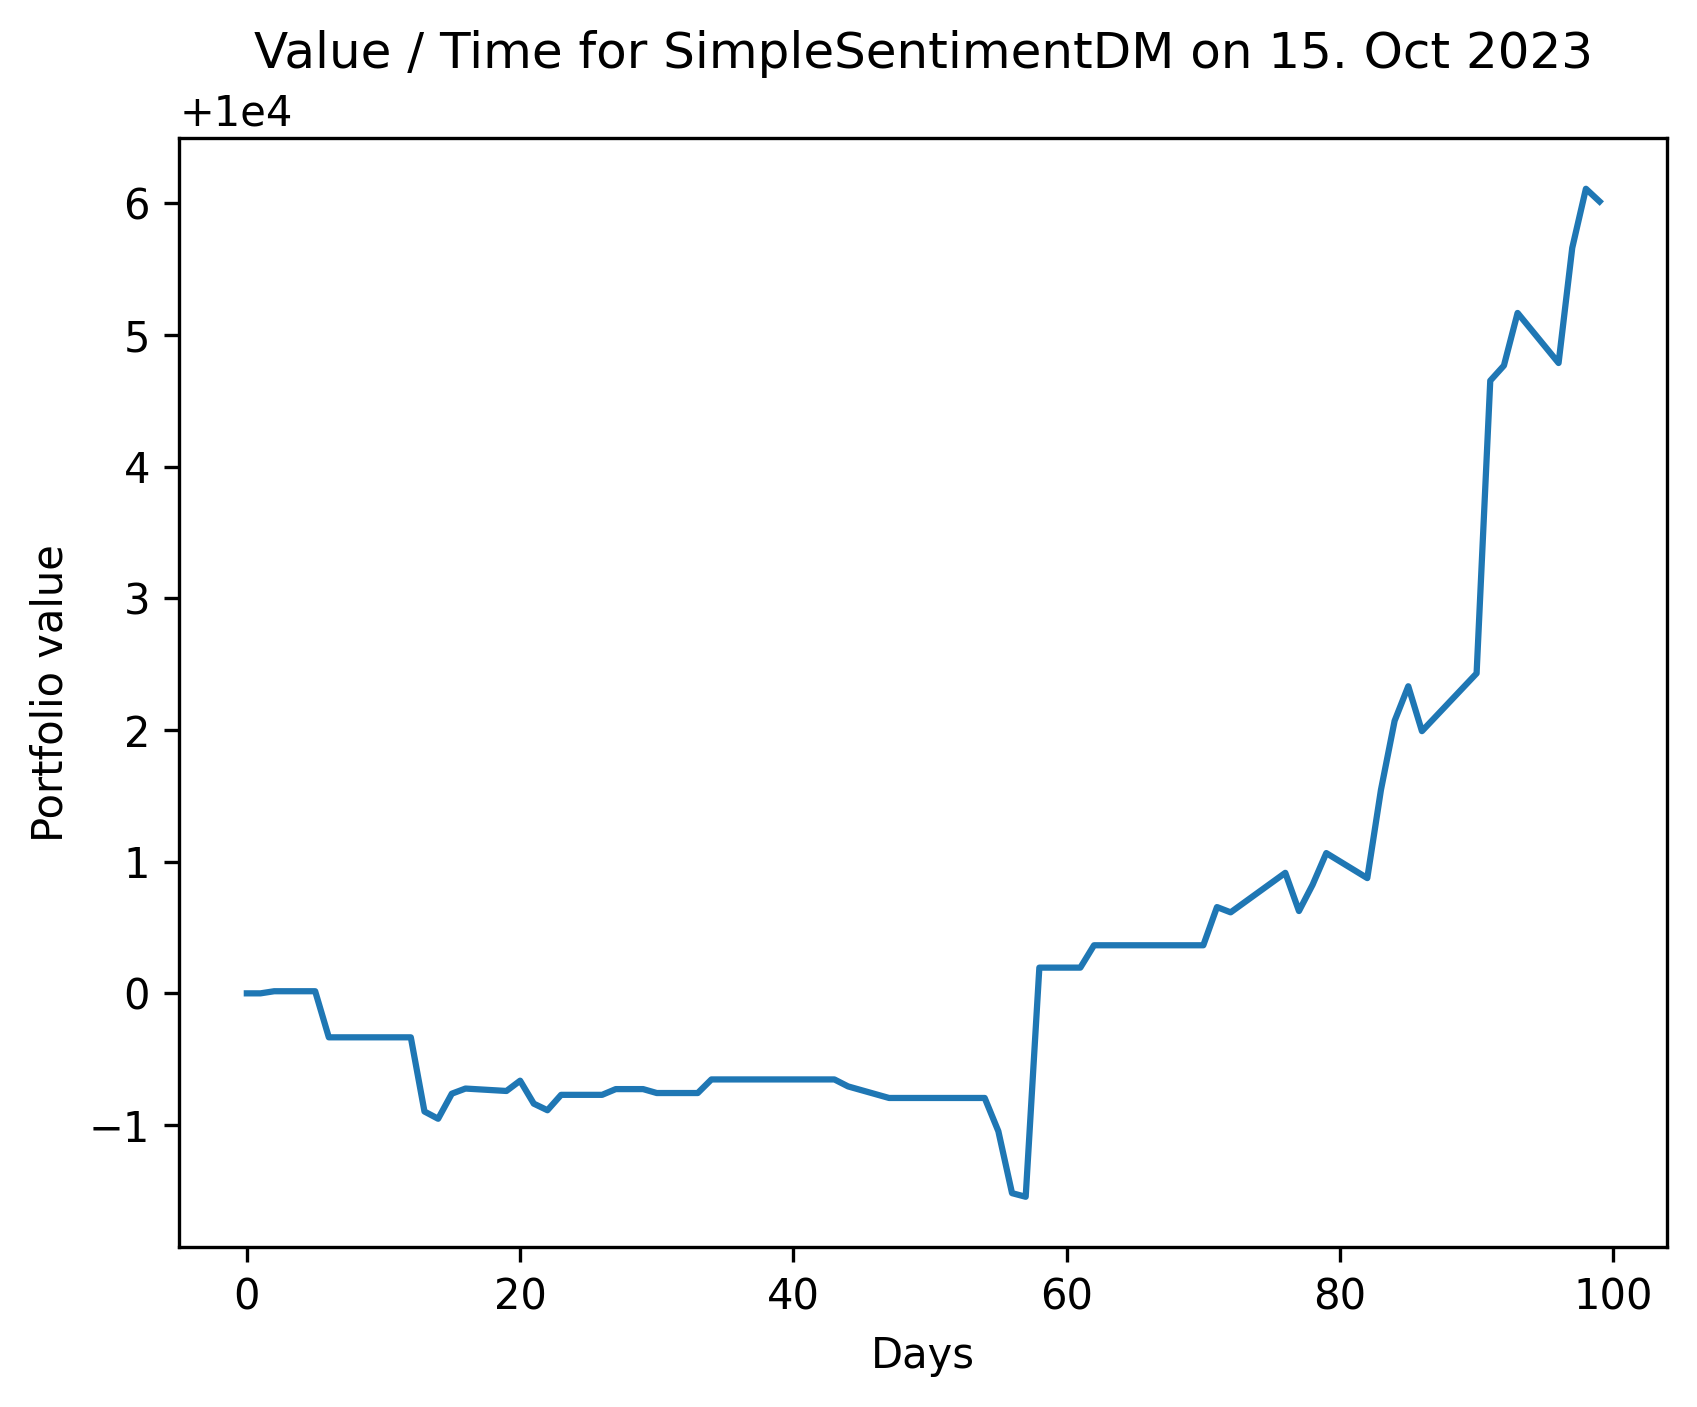 Value / Time for SimpleSentimentDM on 15. Oct 2023
+1e4
6
5
4
3
2
1
0
−1
Portfolio value
0 20 40 60 80 100
Days